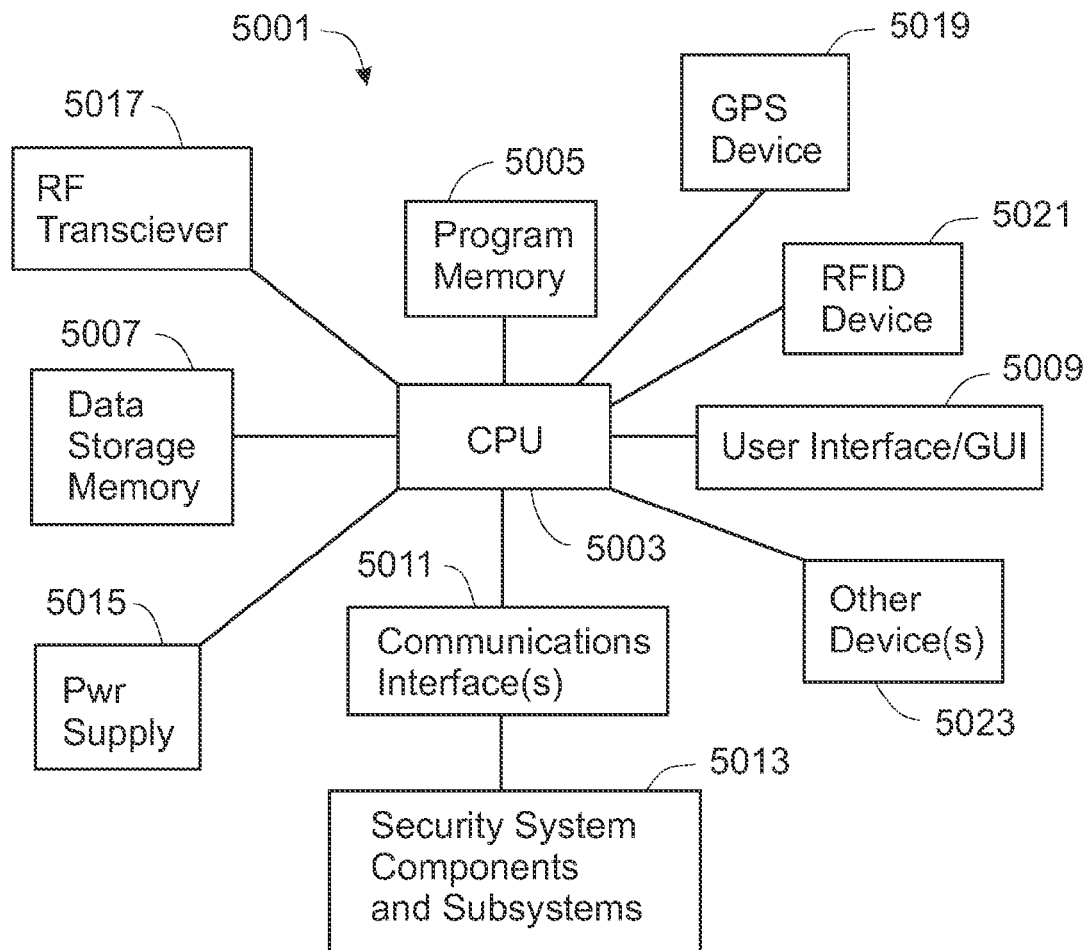 5001
5019
GPS
Device
5017
RF
Transciever
5005
Program
Memory
5021
RFID
Device
5007
Data
Storage
Memory
CPU
5009
User Interface/GUI
5003
5011
Communications
Interface(s)
5015
Pwr
Supply
Other
Device(s)
5023
5013
Security System
Components
and Subsystems